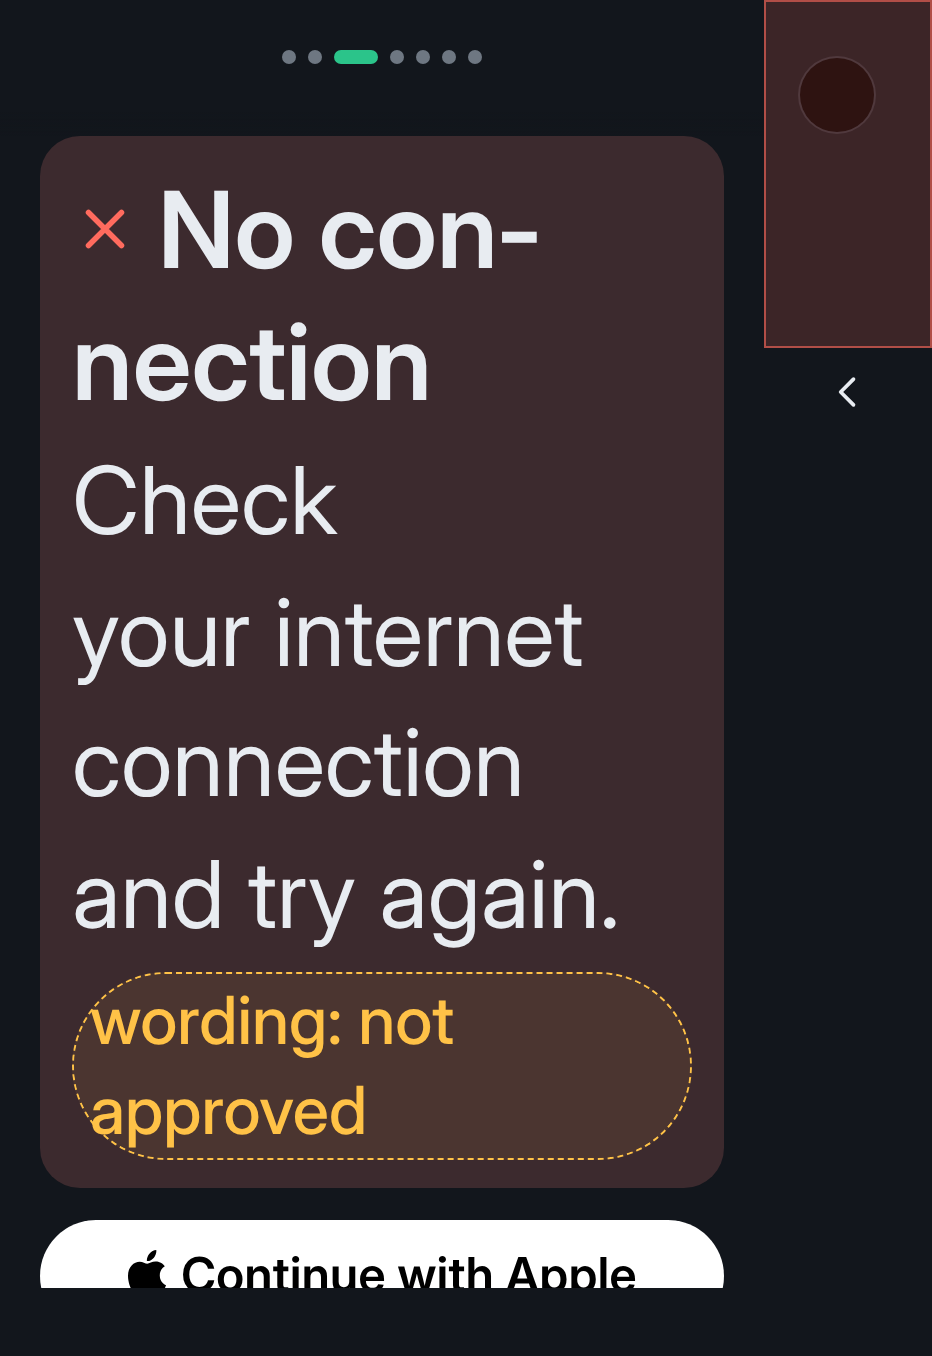 No con-
nection
Check
your internet
connection
and try again.
wording: not
approved
Continue with Apple